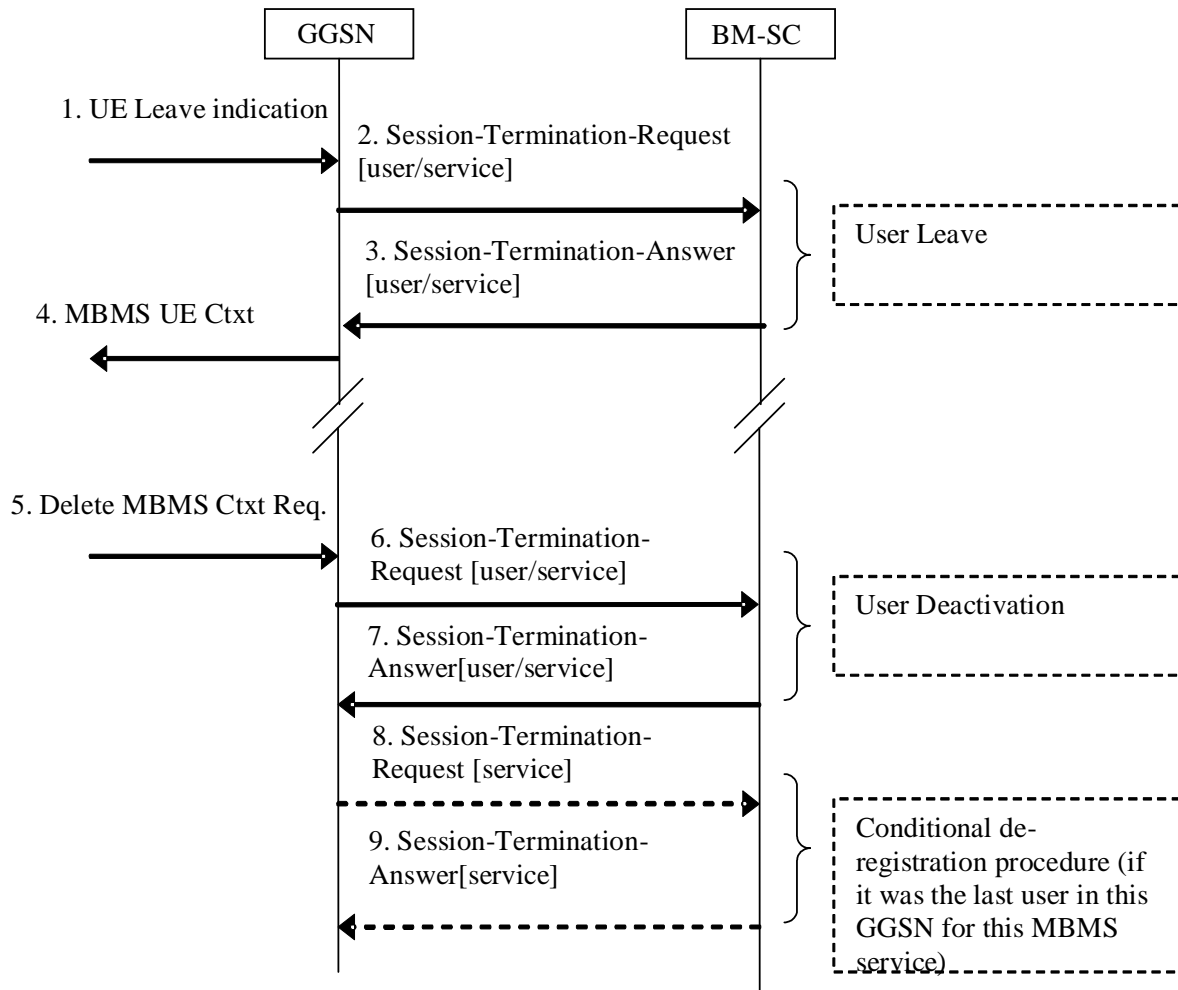 GGSN
BM-SC
1. UE Leave indication
2. Session-Termination-Request
[user/service]
3. Session-Termination-Answer
[user/service]
User Leave
4. MBMS UE Ctxt
5. Delete MBMS Ctxt Req.
6. Session-Termination-
Request [user/service]
User Deactivation
7. Session-Termination-
Answer[user/service]
8. Session-Termination-
Request [service]
9. Session-Termination-
Answer[service]
Conditional de-
registration procedure (if
it was the last user in this
GGSN for this MBMS
service)